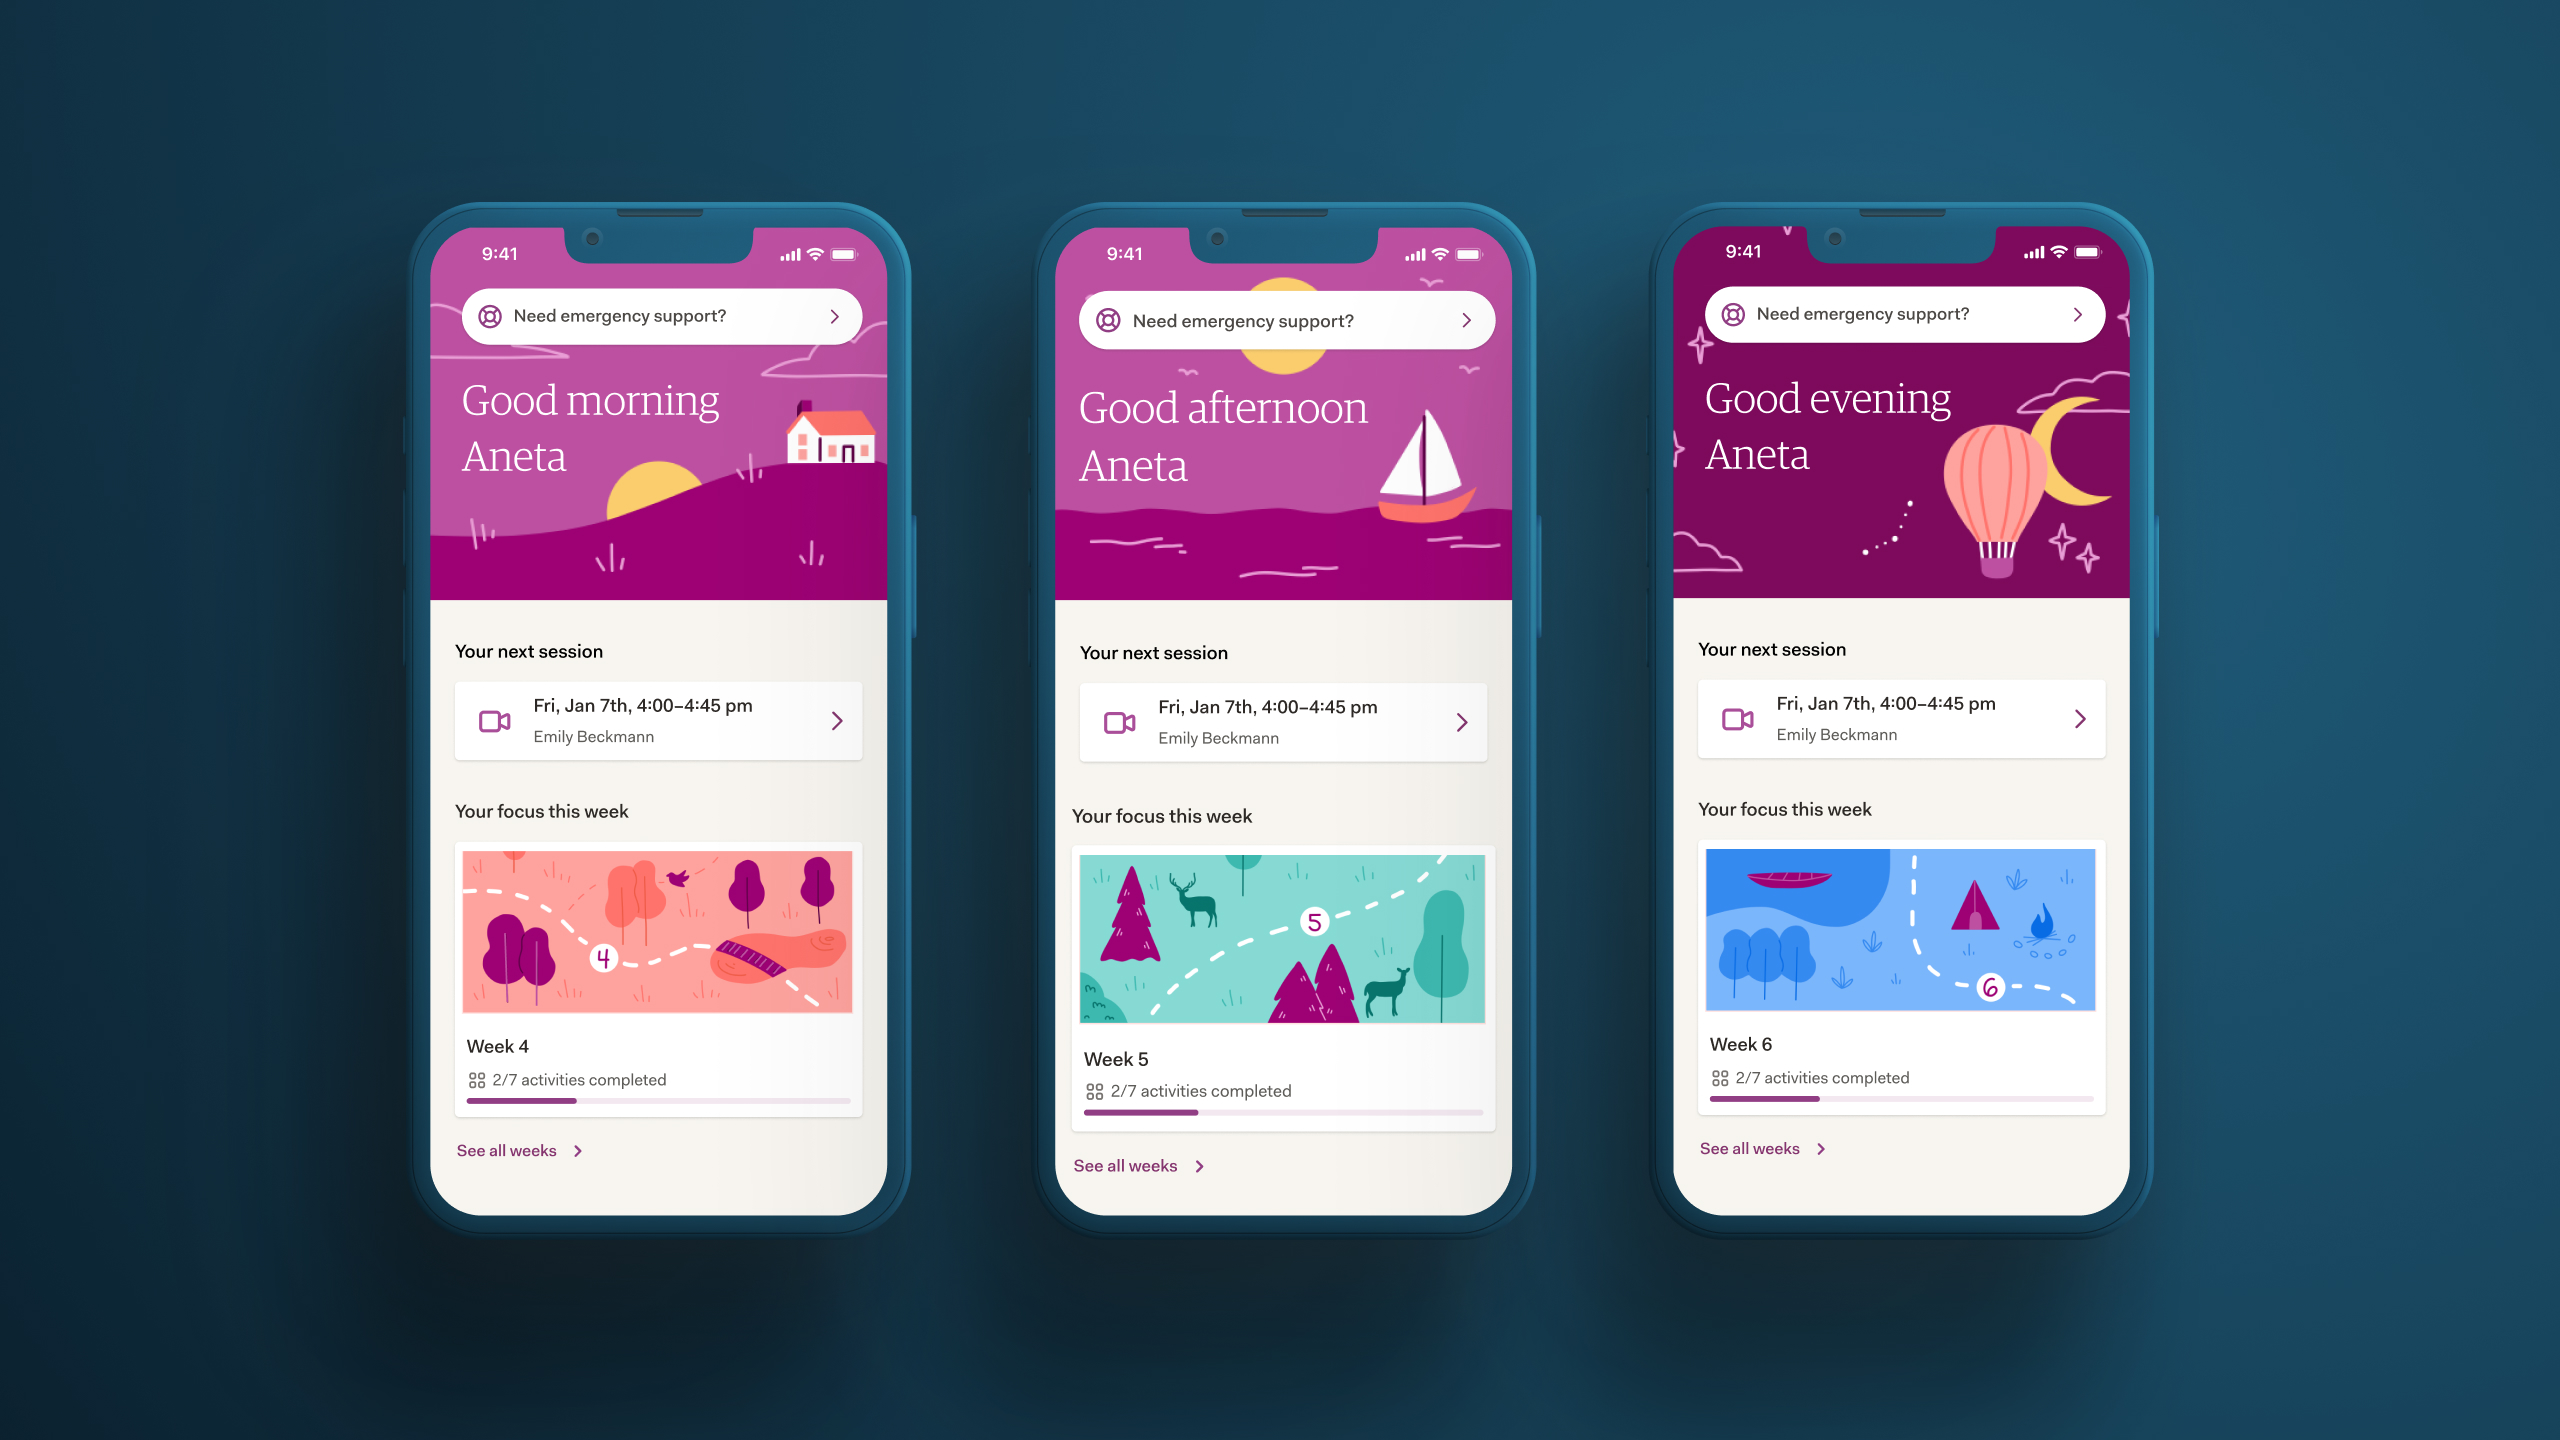 9:41
Need emergency support?
Good morning
Aneta
Your next session
Fri, Jan 7th, 4:00–4:45 pm
Emily Beckmann
Your focus this week
4
Week 4
2/7 activities completed
See all weeks
9:41
Need emergency support?
Good afternoon
Aneta
Your next session
Fri, Jan 7th, 4:00–4:45 pm
Emily Beckmann
Your focus this week
5
Week 5
2/7 activities completed
See all weeks
9:41
Need emergency support?
Good evening
Aneta
Your next session
Fri, Jan 7th, 4:00–4:45 pm
Emily Beckmann
Your focus this week
6
Week 6
2/7 activities completed
See all weeks